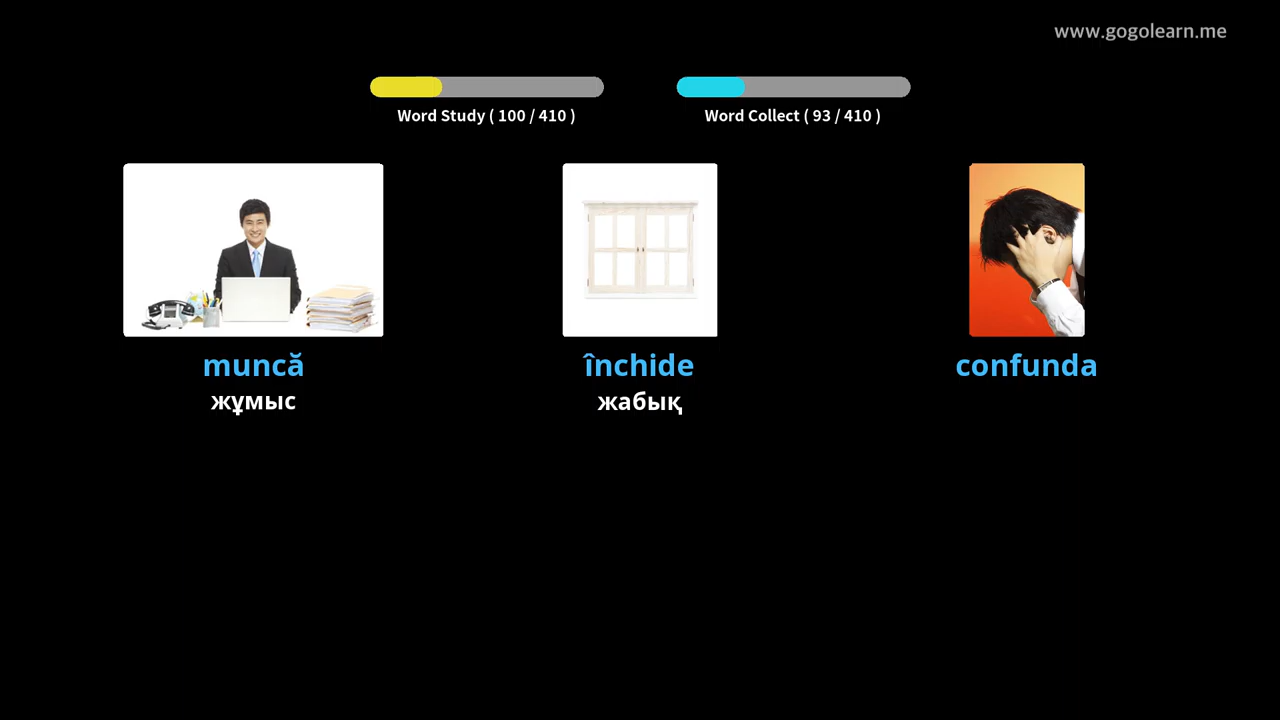 www.gogolearn.me
Word Study ( 100 / 410 )
Word Collect ( 93 / 410 )
muncă
жұмыс
închide
жабық
confunda